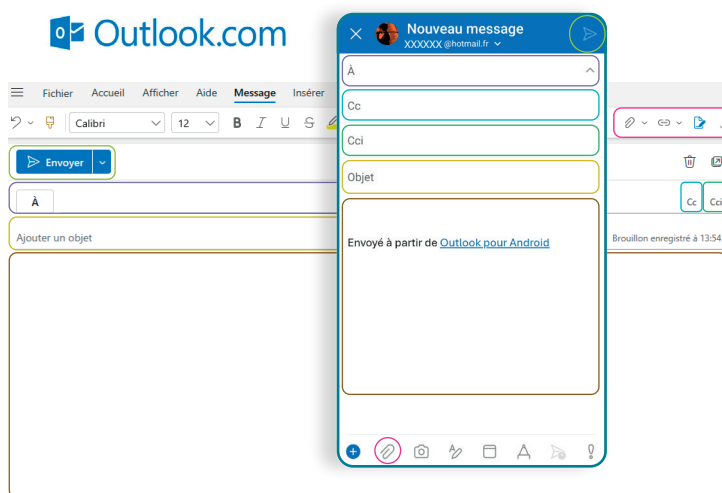 Outlook.com
Nouveau message
XXXXXX @hotmail.fr
À
Cc
Cci
Objet
Envoyé à partir de Outlook pour Android
Fichier Accueil Afficher Aide Message Insérer
Calibri 12 B I U S
Envoyer
À
Cc Cci
Ajouter un objet
Brouillon enregistré à 13:54